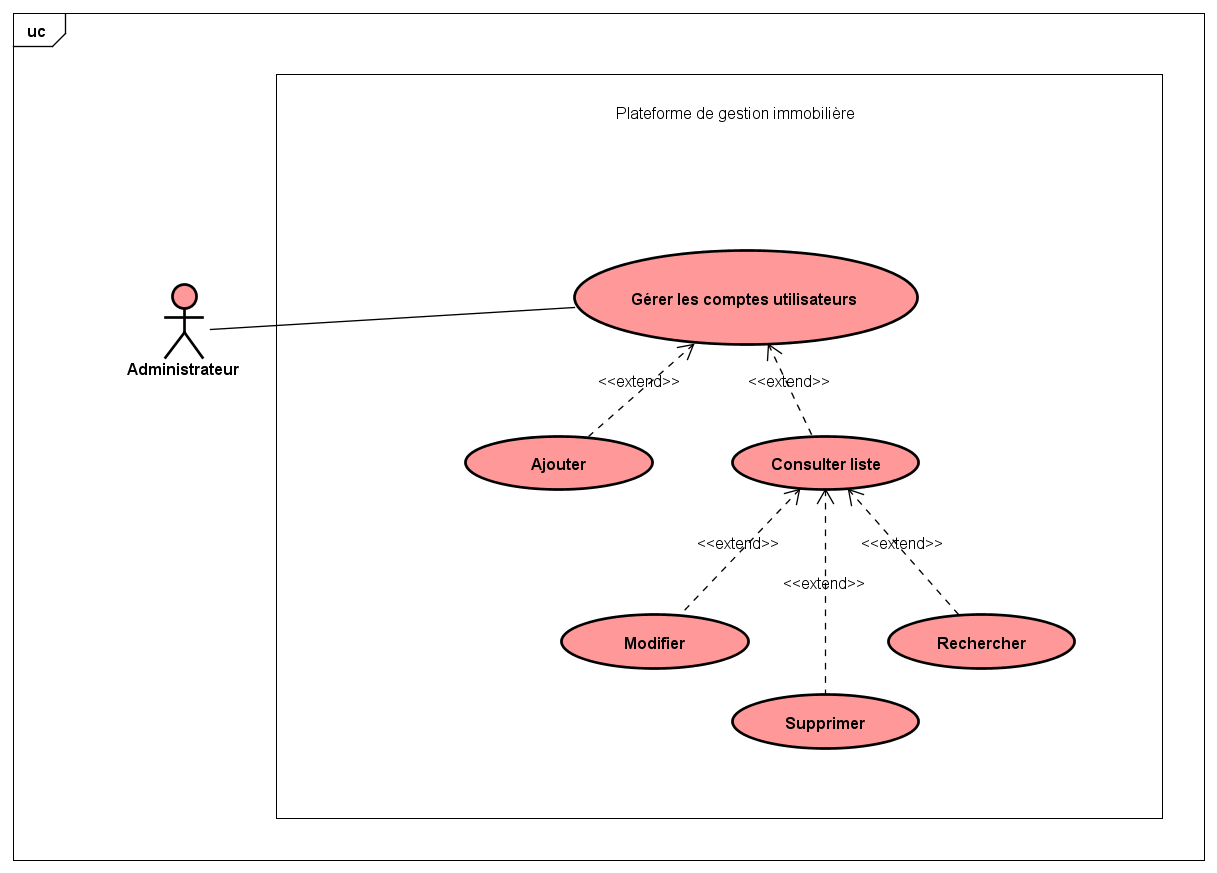 uc
Plateforme de gestion immobilière
Gérer les comptes utilisateurs
Administrateur
<<extend>>
<<extend>>
Ajouter
Consulter liste
<<extend>>
<<extend>>
<<extend>>
Modifier
Rechercher
Supprimer